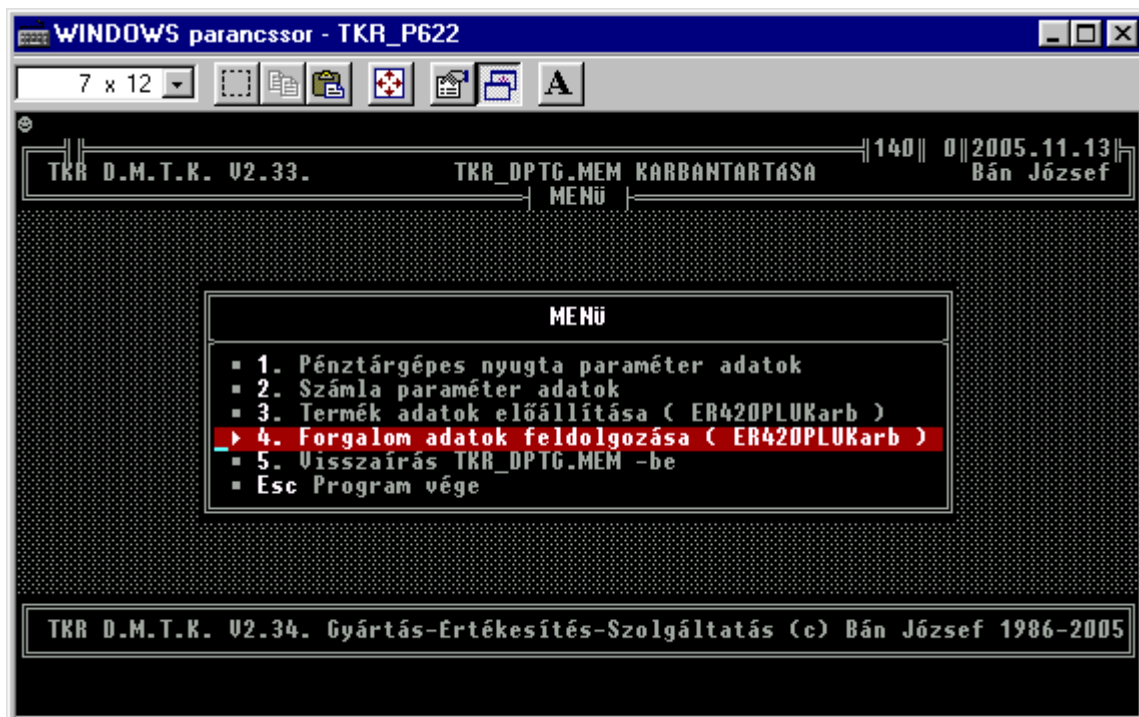 WINDOWS parancssor - TKR_P622
7 x 12
A
140 0 2005.11.13
TKR D.M.T.K. V2.33. TKR_DPTG.MEM KARBANTARTáSA Bán József
MENü
MENü
1. Pénztárgépes nyugta paraméter adatok
2. Számla paraméter adatok
3. Termék adatok előállítása ( ER420PLUKarb )
4. Forgalom adatok feldolgozása ( ER420PLUKarb )
5. Visszaírás TKR_DPTG.MEM -be
Esc Program vége
TKR D.M.T.K. V2.34. Gyártás-Ertékesítés-Szolgáltatás (c) Bán József 1986-2005